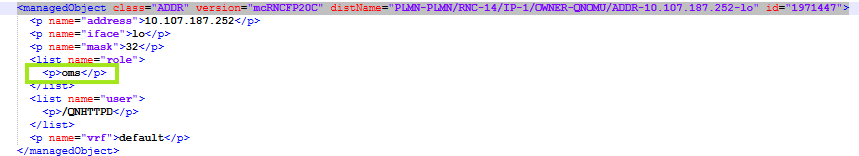 <managedObject class="ADDR" version="mcRNCFP20C" distName="PLMN-PLMN/RNC-14/IP-1/OWNER-QNOMU/ADDR-10.107.187.252-lo" id="1971447">
<p name="address">10.107.187.252</p>
<p name="iface">lo</p>
<p name="mask">32</p>
<list name="role">
<p>oms</p>
</list>
<list name="user">
<p>/QNHTTPD</p>
</list>
<p name="vrf">default</p>
</managedObject>